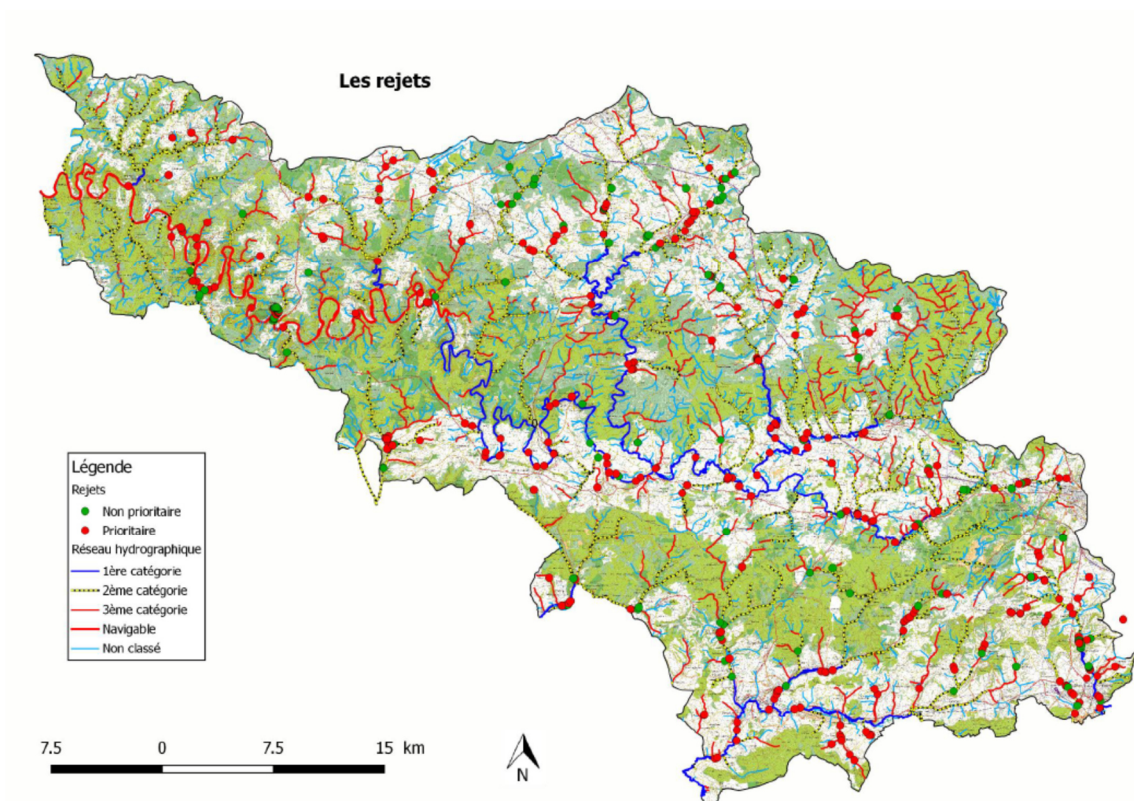 Les rejets
Légende
Rejets
Non prioritaire
Prioritaire
Réseau hydrographique
1ère catégorie
2ème catégorie
3ème catégorie
Navigable
Non classé
7.5 0 7.5 15 km
N